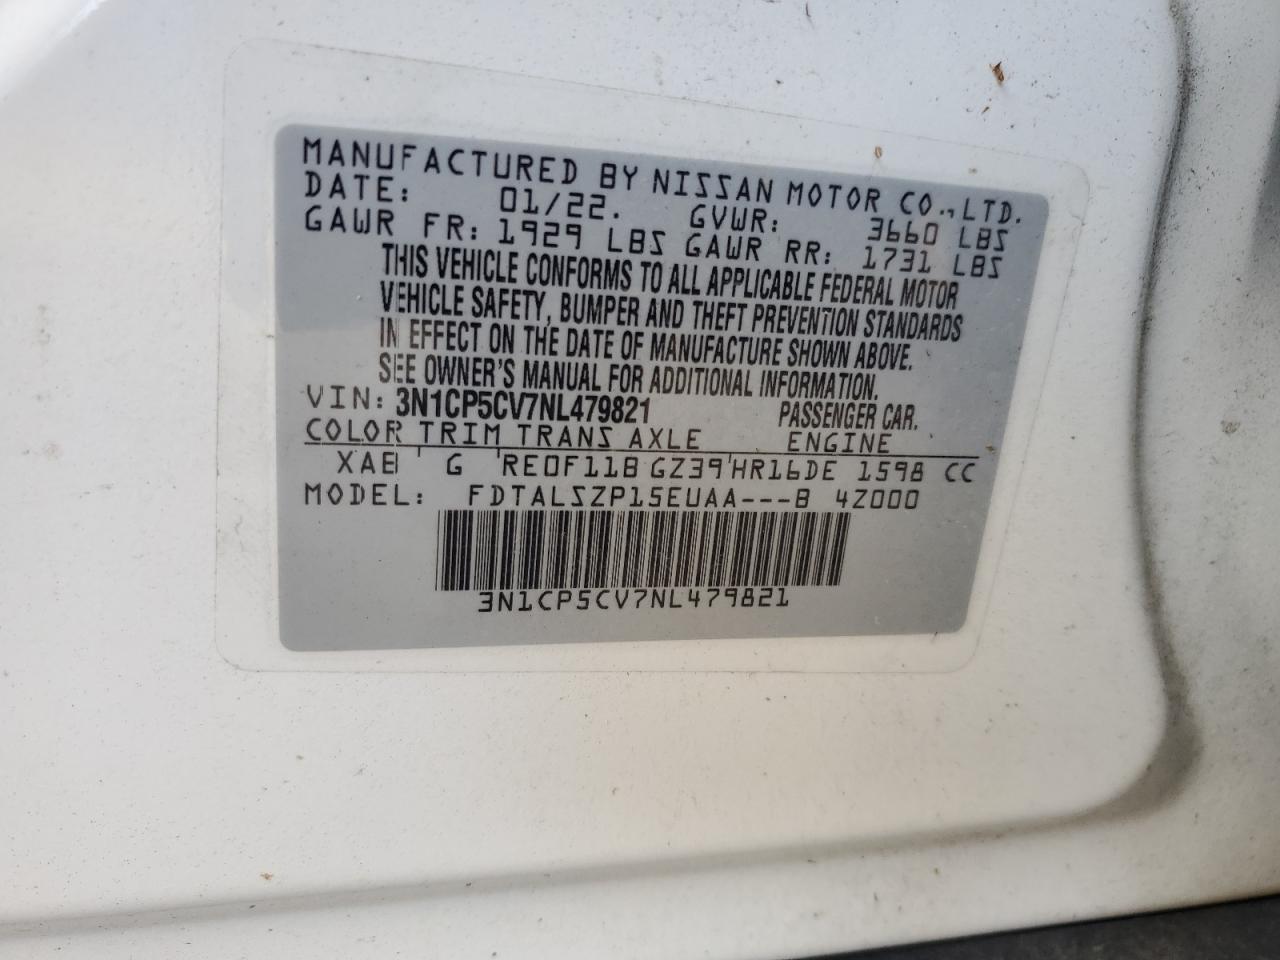 MANUFACTURED BY NISSAN MOTOR CO.,LTD.
DATE: 01/22. GVWR: 3660 LBS
GAWR FR: 1929 LBS GAWR RR: 1731 LBS
THIS VEHICLE CONFORMS TO ALL APPLICABLE FEDERAL MOTOR
VEHICLE SAFETY, BUMPER AND THEFT PREVENTION STANDARDS
IN EFFECT ON THE DATE OF MANUFACTURE SHOWN ABOVE.
SEE OWNER'S MANUAL FOR ADDITIONAL INFORMATION.
VIN: 3N1CP5CV7NL479821 PASSENGER CAR.
COLOR TRIM TRANS AXLE ENGINE
XAB ' G 'RE0F11B GZ39'HR16DE 1598 CC
MODEL: FDTALSZP15EUAA---B 4Z000
3N1CP5CV7NL479821